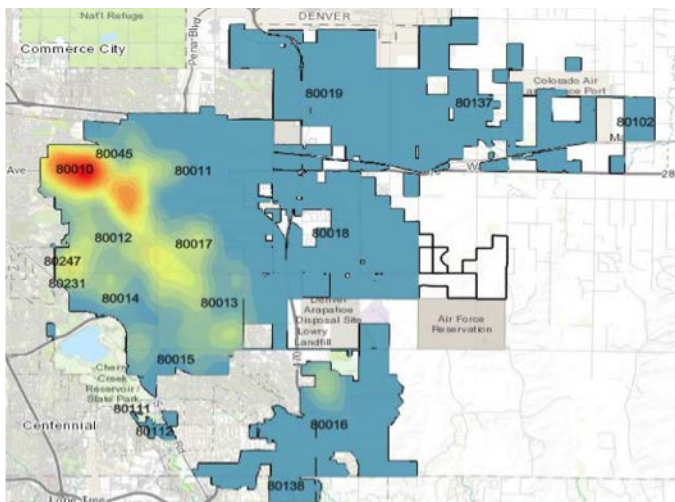 Nat'l Refuge
DENVER
Commerce City
Pena Blvd
80019
Colorado Air
80137
80102
80045
Ave
80010
80011
28
80012
80017
80018
80247
80231
80014
80013
Denver
Arapahoe
Disposal Site
Lowry
Landfill
Air Force
Reservation
80015
Cherry
Creek
Reservoir /
State Park
80111
Centennial
80112
Rd
80016
80138